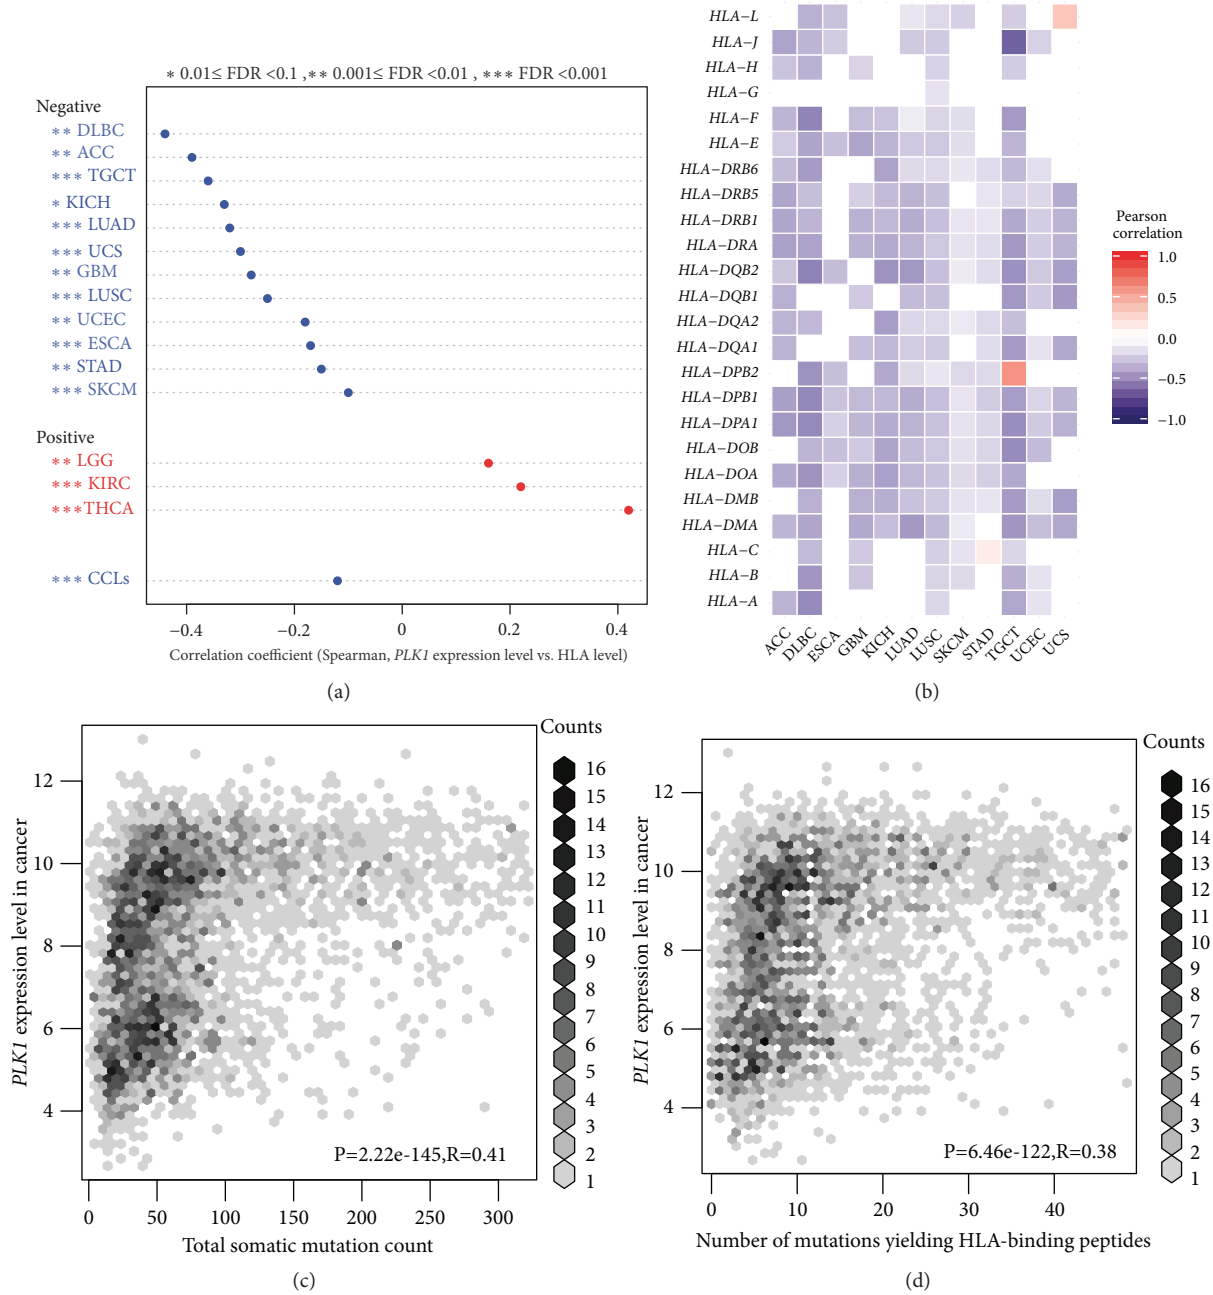 * 0.01≤ FDR <0.1 ,** 0.001≤ FDR <0.01 , *** FDR <0.001
Negative
** DLBC
** ACC
*** TGCT
* KICH
*** LUAD
*** UCS
** GBM
*** LUSC
** UCEC
*** ESCA
** STAD
*** SKCM
Positive
** LGG
*** KIRC
***THCA
*** CCLs
−0.4 −0.2 0 0.2 0.4
Correlation coefficient (Spearman, PLK1 expression level vs. HLA level)
(a)
HLA−L
HLA−J
HLA−H
HLA−G
HLA−F
HLA−E
HLA−DRB6
HLA−DRB5
HLA−DRB1
HLA−DRA
HLA−DQB2
HLA−DQB1
HLA−DQA2
HLA−DQA1
HLA−DPB2
HLA−DPB1
HLA−DPA1
HLA−DOB
HLA−DOA
HLA−DMB
HLA−DMA
HLA−C
HLA−B
HLA−A
ACC DLBC ESCA GBM KICH LUAD LUSC SKCM STAD TGCT UCEC UCS
Pearson
correlation
1.0
0.5
0.0
−0.5
−1.0
(b)
PLK1 expression level in cancer
12
10
8
6
4
P=2.22e-145,R=0.41
0 50 100 150 200 250 300
Total somatic mutation count
Counts
16
15
14
13
12
11
10
9
8
7
6
5
4
3
2
1
(c)
PLK1 expression level in cancer
12
10
8
6
4
P=6.46e-122,R=0.38
0 10 20 30 40
Number of mutations yielding HLA-binding peptides
Counts
16
15
14
13
12
11
10
9
8
7
6
5
4
3
2
1
(d)